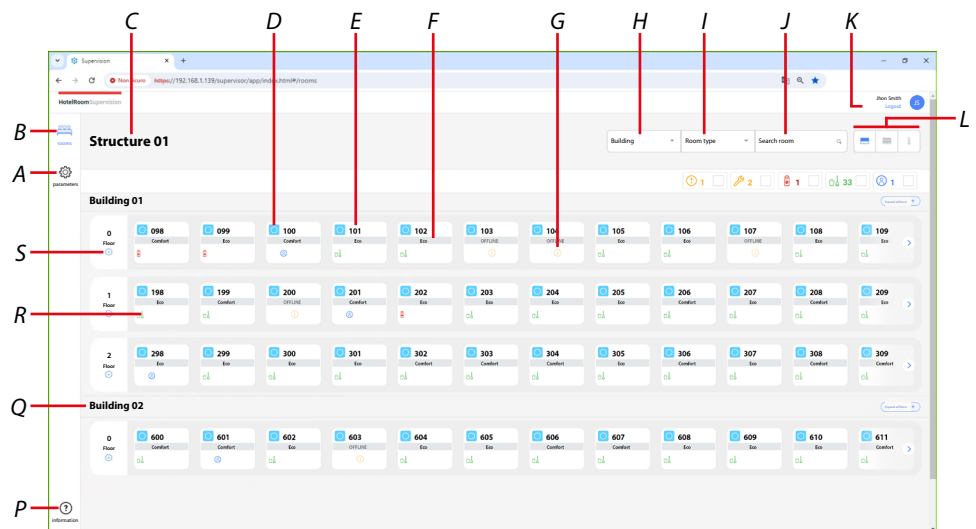 C D E F G H I J K
Supervision × +
https://192.168.1.139/supervisor/app/index.html#/rooms
HotelRoomSupervision
Jhon Smith
Logout
JS
L
B
rooms
Structure 01
Building
Room type
Search room
A
parameters
1 2 1 33 1
Building 01
098 099 100 101 102 103 104 105 106 107 108 109
0
Floor
Comfort Eco Comfort Eco Eco OFFLINE OFFLINE Eco Eco OFFLINE Eco Eco
S
198 199 200 201 202 203 204 205 206 207 208 209
1
Floor
Eco Comfort OFFLINE Comfort Eco Eco Eco Eco Comfort Eco Comfort Eco
R
298 299 300 301 302 303 304 305 306 307 308 309
2
Floor
Eco Eco Eco Eco Comfort Comfort Comfort Eco Comfort Eco Comfort Comfort
Q
Building 02
600 601 602 603 604 605 606 607 608 609 610 611
0
Floor
Comfort Comfort Eco OFFLINE Eco Eco Comfort Comfort Eco Eco Eco Comfort
P
information